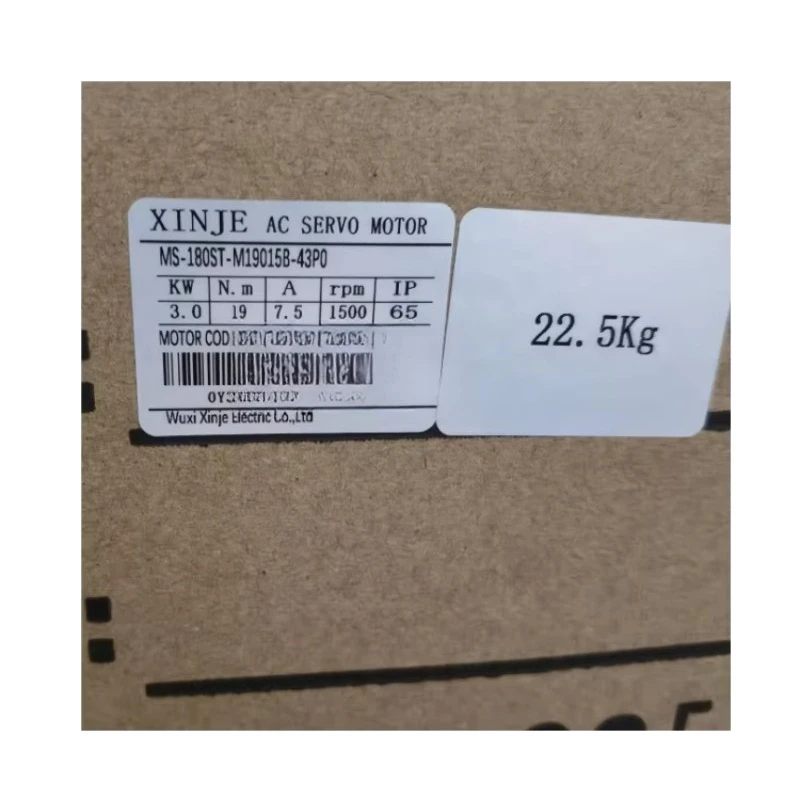 XINJE AC SERVO MOTOR
MS-180ST-M19015B-43P0
KW N.m A rpm IP
3.0 19 7.5 1500 65
MOTOR COD
Wuxi Xinje Electric Co.,Ltd
22.5Kg